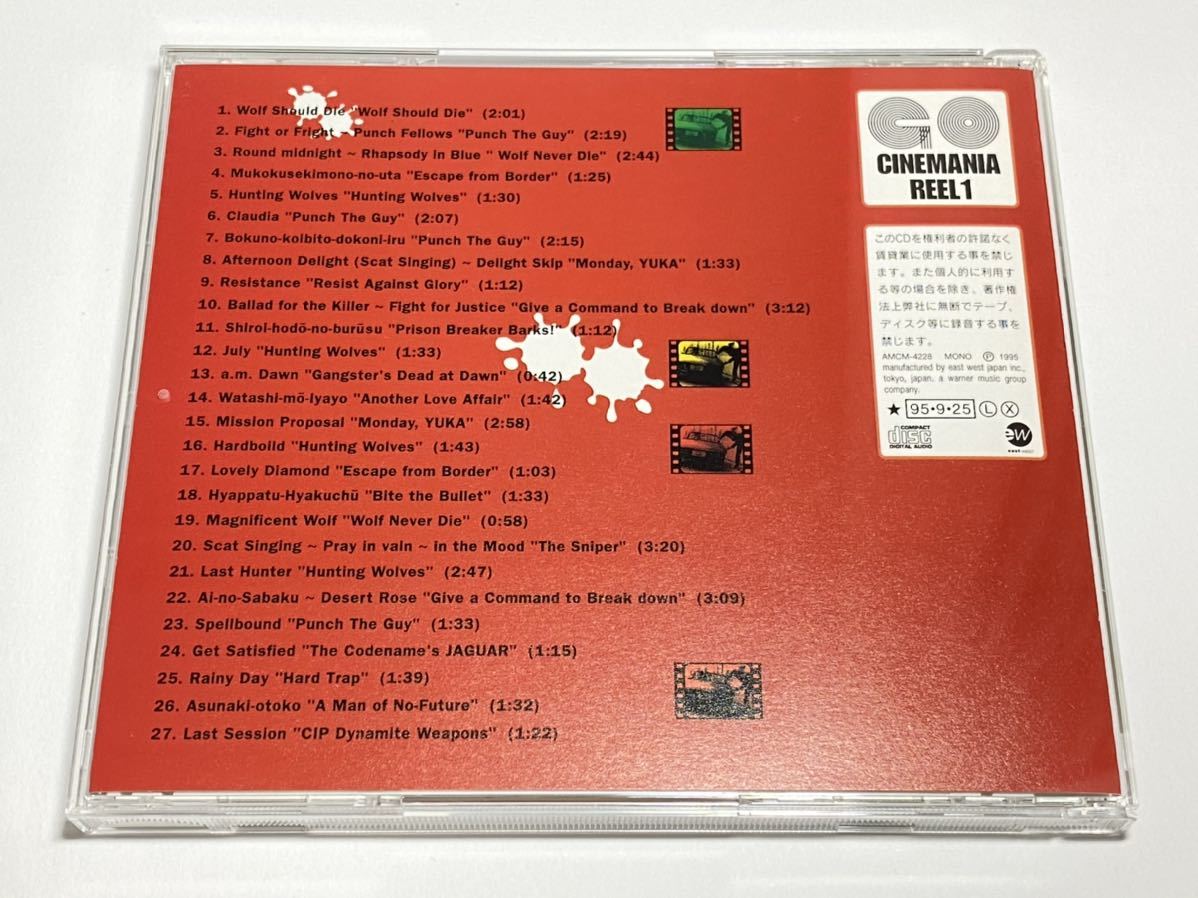 1. Wolf Should Die "Wolf Should Die" (2:01)
2. Fight or Fright ~ Punch Fellows "Punch The Guy" (2:19)
3. Round midnight ~ Rhapsody in Blue " Wolf Never Die" (2:44)
4. Mukokusekimono-no-uta "Escape from Border" (1:25)
5. Hunting Wolves "Hunting Wolves" (1:30)
6. Claudia "Punch The Guy" (2:07)
7. Bokuno-koibito-dokoni-iru "Punch The Guy" (2:15)
8. Afternoon Delight (Scat Singing) ~ Delight Skip "Monday, YUKA" (1:33)
9. Resistance "Resist Against Glory" (1:12)
10. Ballad for the Killer ~ Fight for Justice "Give a Command to Break down" (3:12)
11. Shiroi-hodō-no-burūsu "Prison Breaker Barks!" (1:12)
12. July "Hunting Wolves" (1:33)
13. a.m. Dawn "Gangster's Dead at Dawn" (0:42)
14. Watashi-mō-Iyayo "Another Love Affair" (1:42)
15. Mission Proposal "Monday, YUKA" (2:58)
16. Hardboild "Hunting Wolves" (1:43)
17. Lovely Diamond "Escape from Border" (1:03)
18. Hyappatu-Hyakuchū "Bite the Bullet" (1:33)
19. Magnificent Wolf "Wolf Never Die" (0:58)
20. Scat Singing ~ Pray in vain ~ in the Mood "The Sniper" (3:20)
21. Last Hunter "Hunting Wolves" (2:47)
22. Ai-no-Sabaku ~ Desert Rose "Give a Command to Break down" (3:09)
23. Spellbound "Punch The Guy" (1:33)
24. Get Satisfied "The Codename's JAGUAR" (1:15)
25. Rainy Day "Hard Trap" (1:39)
26. Asunaki-otoko "A Man of No-Future" (1:32)
27. Last Session "CIP Dynamite Weapons" (1:22)
GO
CINEMANIA
REEL1
このCDを権利者の許諾なく
賃貸業に使用する事を禁じ
ます。また個人的に利用す
る等の場合を除き、著作権
法上弊社に無断でテープ、
ディスク等に録音する事を
禁じます。
AMCM-4228 MONO Ⓟ 1995
manufactured by east west japan inc.,
tokyo, japan, a warner music group
company.
★ 95・9・25 Ⓛ Ⓧ
COMPACT
disc
DIGITAL AUDIO
ew
east west